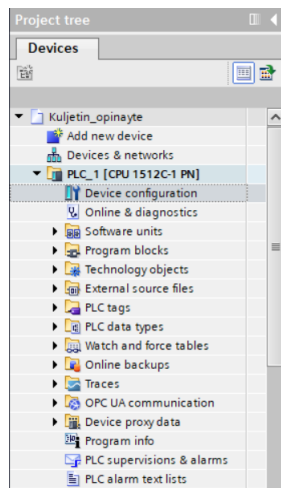 Project tree
Devices
Kuljetin_opinayte
Add new device
Devices & networks
PLC_1 [CPU 1512C-1 PN]
Device configuration
Online & diagnostics
Software units
Program blocks
Technology objects
External source files
PLC tags
PLC data types
Watch and force tables
Online backups
Traces
OPC UA communication
Device proxy data
Program info
PLC supervisions & alarms
PLC alarm text lists